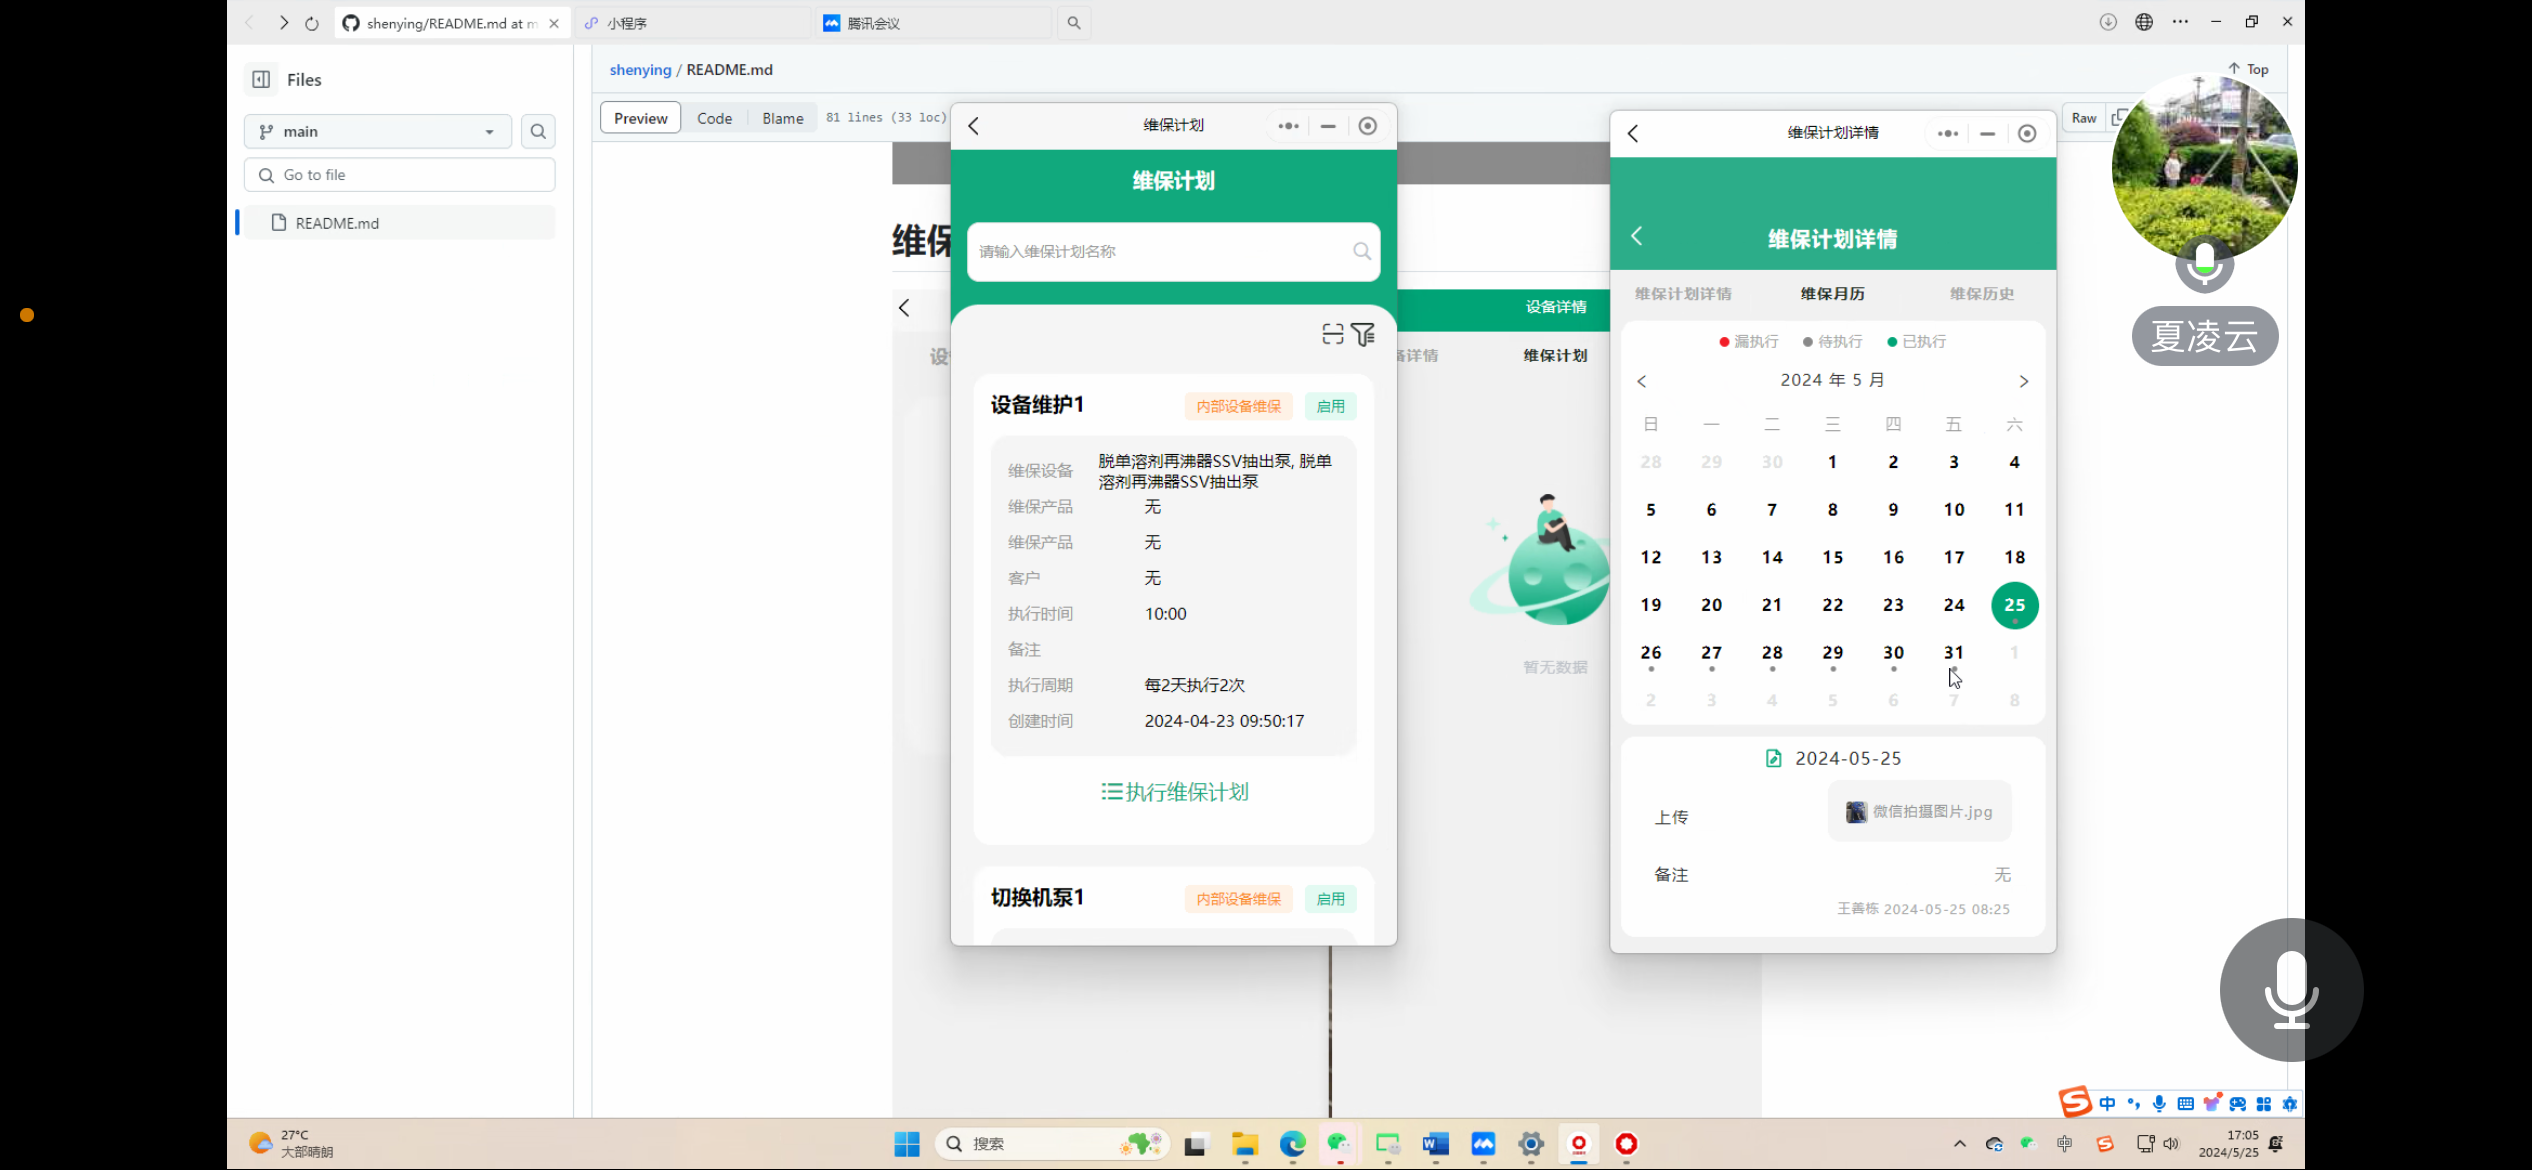 shenying/README.md at m
小程序
腾讯会议
Files
main
Go to file
README.md
shenying / README.md
Top
Preview
Code
Blame
81 lines (33 loc)
Raw
维保
设
设备详情
备详情
维保计划
暂无数据
维保计划
维保计划
请输入维保计划名称
设备维护1
内部设备维保
启用
维保设备
脱单溶剂再沸器SSV抽出泵, 脱单
溶剂再沸器SSV抽出泵
维保产品
无
维保产品
无
客户
无
执行时间
10:00
备注
执行周期
每2天执行2次
创建时间
2024-04-23 09:50:17
执行维保计划
切换机泵1
内部设备维保
启用
维保计划详情
维保计划详情
维保计划详情
维保月历
维保历史
漏执行
待执行
已执行
2024 年 5 月
日 一 二 三 四 五 六
28 29 30 1 2 3 4
5 6 7 8 9 10 11
12 13 14 15 16 17 18
19 20 21 22 23 24 25
26 27 28 29 30 31 1
2 3 4 5 6 7 8
2024-05-25
上传
微信拍摄图片.jpg
备注
无
王善栋 2024-05-25 08:25
夏凌云
中
27°C
大部晴朗
搜索
中
17:05
2024/5/25